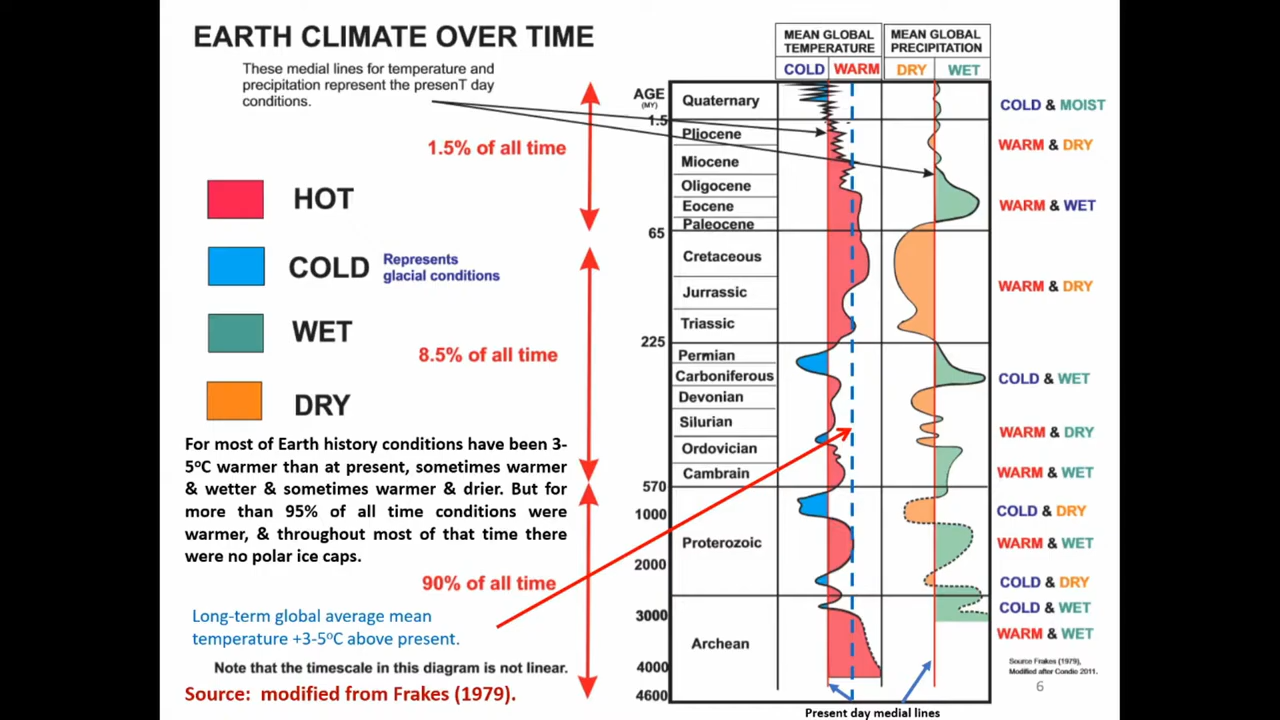 EARTH CLIMATE OVER TIME
These medial lines for temperature and
precipitation represent the presenT day
conditions.
1.5% of all time
HOT
COLD
Represents
glacial conditions
WET
8.5% of all time
DRY
For most of Earth history conditions have been 3-
5ºC warmer than at present, sometimes warmer
& wetter & sometimes warmer & drier. But for
more than 95% of all time conditions were
warmer, & throughout most of that time there
were no polar ice caps.
90% of all time
Long-term global average mean
temperature +3-5ºC above present.
Note that the timescale in this diagram is not linear.
Source: modified from Frakes (1979).
MEAN GLOBAL
TEMPERATURE
MEAN GLOBAL
PRECIPITATION
COLD WARM DRY WET
AGE
(MY)
Quaternary
COLD & MOIST
1.5
Pliocene
WARM & DRY
Miocene
Oligocene
Eocene
WARM & WET
Paleocene
65
Cretaceous
WARM & DRY
Jurrassic
Triassic
225
Permian
Carboniferous
COLD & WET
Devonian
Silurian
WARM & DRY
Ordovician
Cambrain
WARM & WET
570
1000
COLD & DRY
Proterozoic
WARM & WET
2000
COLD & DRY
COLD & WET
3000
WARM & WET
Archean
4000
4600
Source Frakes (1979),
Modified after Condie 2011.
6
Present day medial lines